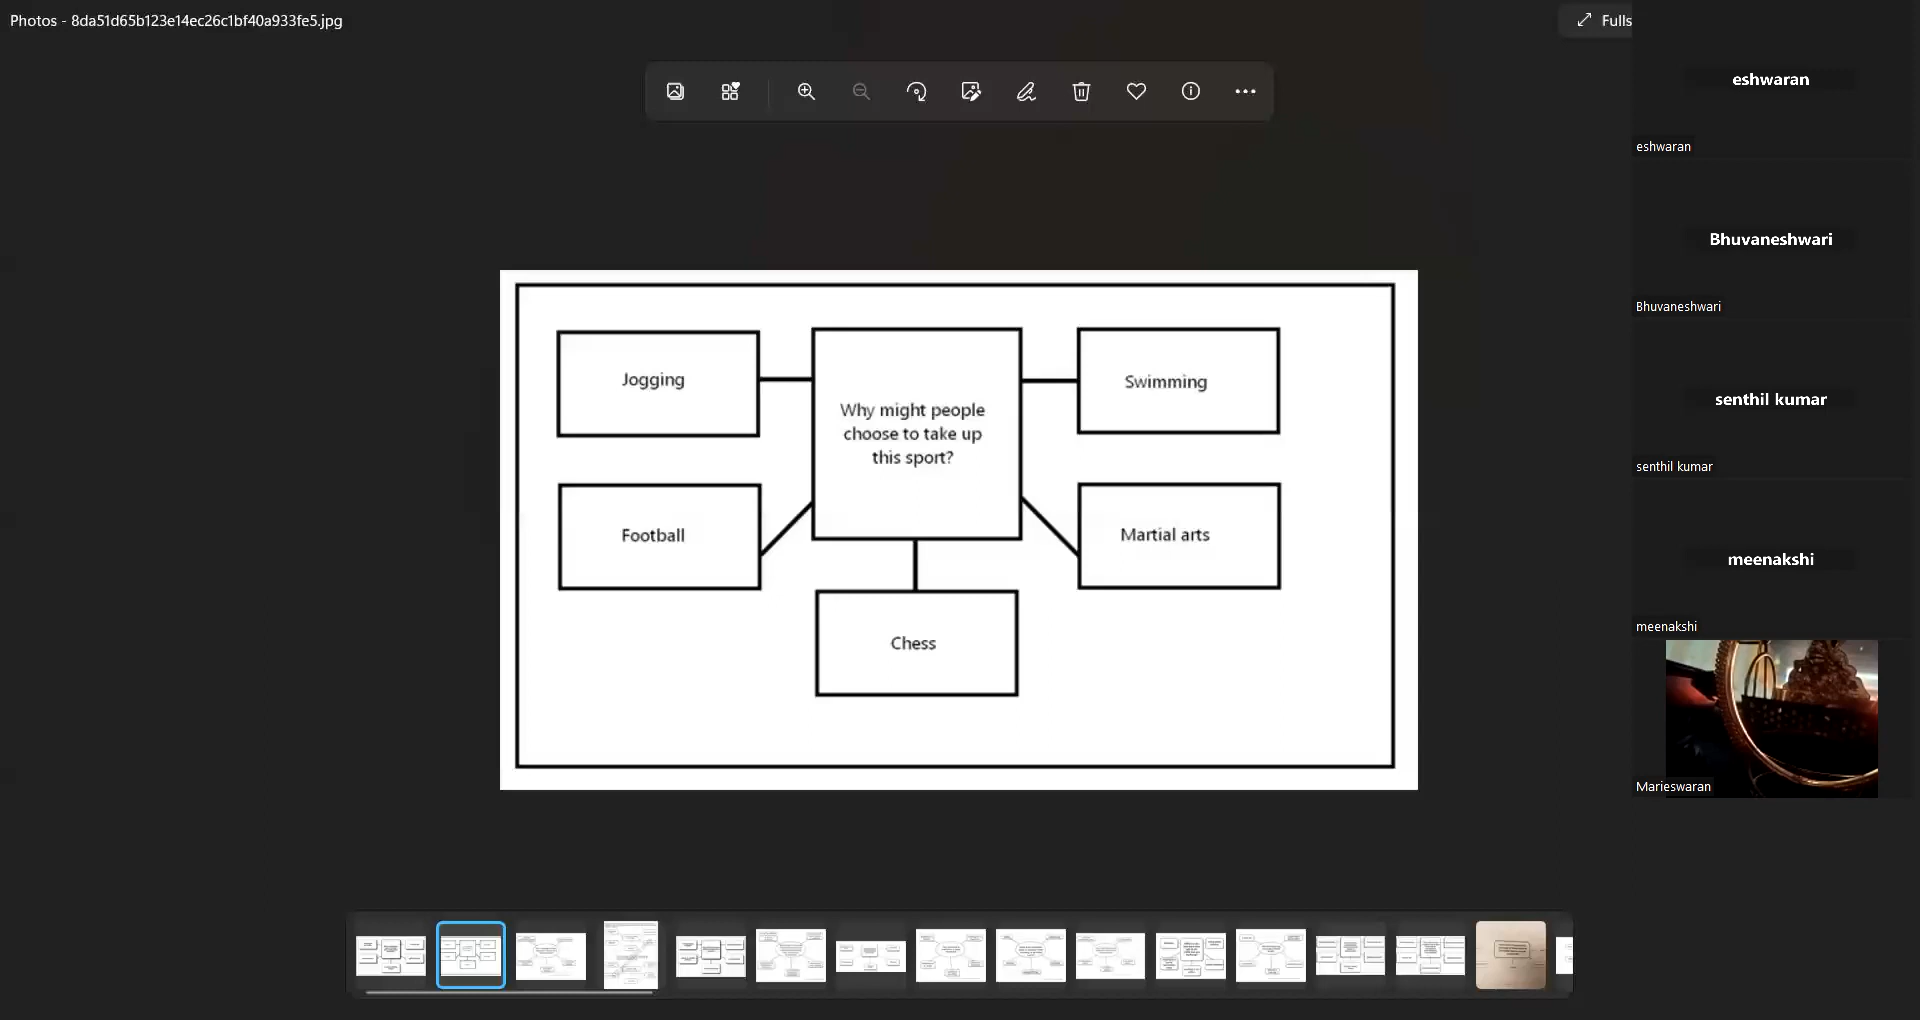 Photos - 8da51d65b123e14ec26c1bf40a933fe5.jpg
Fulls
eshwaran
eshwaran
Bhuvaneshwari
Bhuvaneshwari
senthil kumar
senthil kumar
meenakshi
meenakshi
Marieswaran
Jogging
Why might people
choose to take up
this sport?
Swimming
Football
Martial arts
Chess